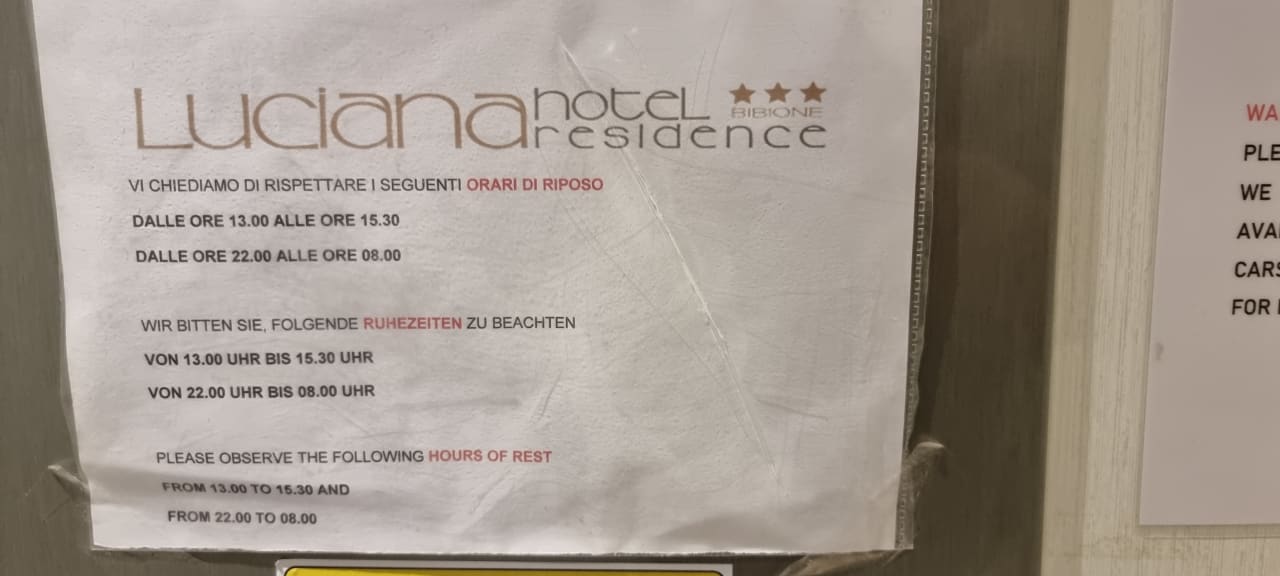 Luciana hotel ★★★
BIBIONE
residence
VI CHIEDIAMO DI RISPETTARE I SEGUENTI ORARI DI RIPOSO
DALLE ORE 13.00 ALLE ORE 15.30
DALLE ORE 22.00 ALLE ORE 08.00
WIR BITTEN SIE, FOLGENDE RUHEZEITEN ZU BEACHTEN
VON 13.00 UHR BIS 15.30 UHR
VON 22.00 UHR BIS 08.00 UHR
PLEASE OBSERVE THE FOLLOWING HOURS OF REST
FROM 13.00 TO 15.30 AND
FROM 22.00 TO 08.00
WE
FOR